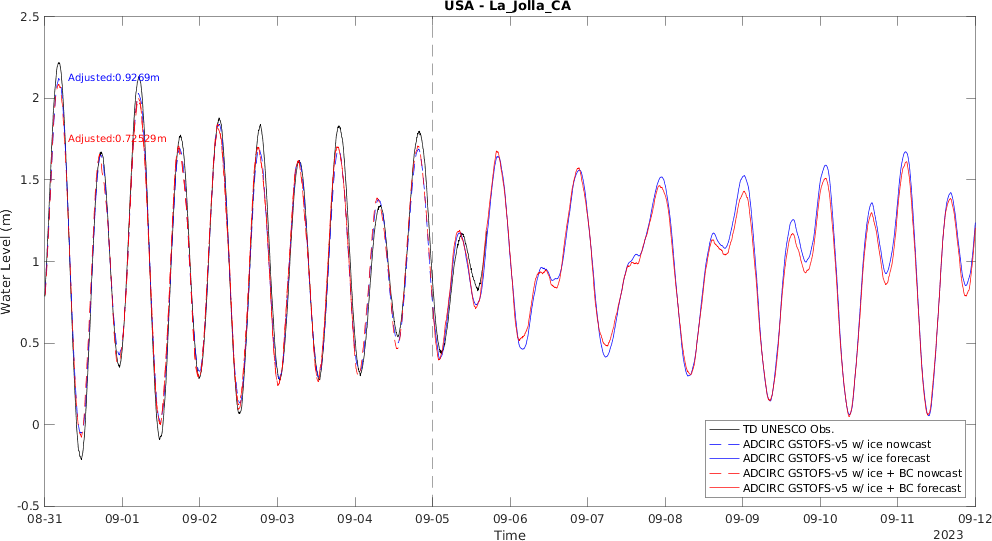 USA - La_Jolla_CA
2.5
2
1.5
1
0.5
0
-0.5
Water Level (m)
Adjusted:0.9269m
Adjusted:0.72529m
TD UNESCO Obs.
ADCIRC GSTOFS-v5 w/ ice nowcast
ADCIRC GSTOFS-v5 w/ ice forecast
ADCIRC GSTOFS-v5 w/ ice + BC nowcast
ADCIRC GSTOFS-v5 w/ ice + BC forecast
08-31 09-01 09-02 09-03 09-04 09-05 09-06 09-07 09-08 09-09 09-10 09-11 09-12
Time
2023